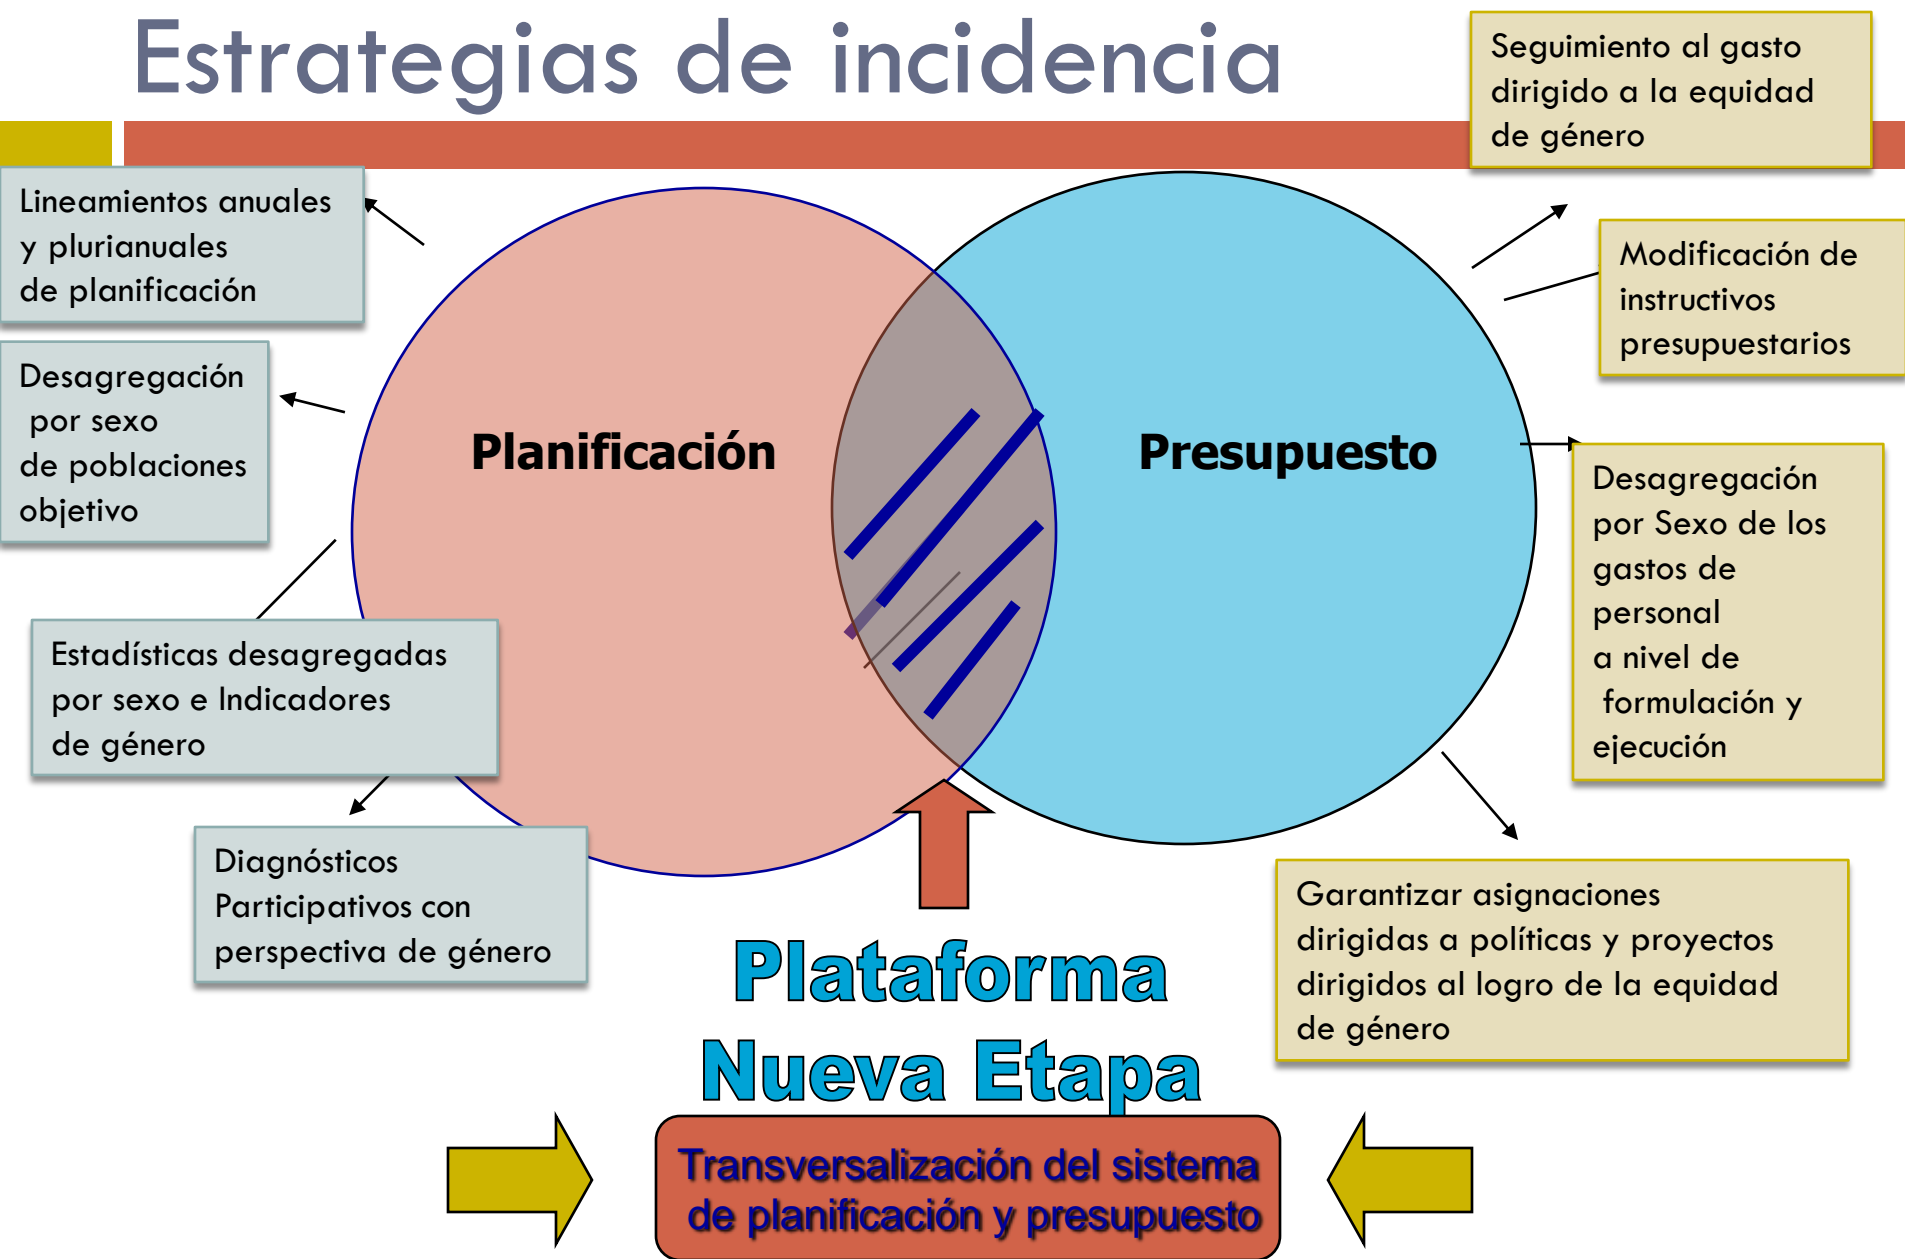 Estrategias de incidencia
Seguimiento al gasto
dirigido a la equidad
de género
Lineamientos anuales
y plurianuales
de planificación
Modificación de
instructivos
presupuestarios
Desagregación
por sexo
de poblaciones
objetivo
Planificación
Presupuesto
Desagregación
por Sexo de los
gastos de
personal
a nivel de
formulación y
ejecución
Estadísticas desagregadas
por sexo e Indicadores
de género
Diagnósticos
Participativos con
perspectiva de género
Garantizar asignaciones
dirigidas a políticas y proyectos
dirigidos al logro de la equidad
de género
Plataforma
Nueva Etapa
Transversalización del sistema
de planificación y presupuesto